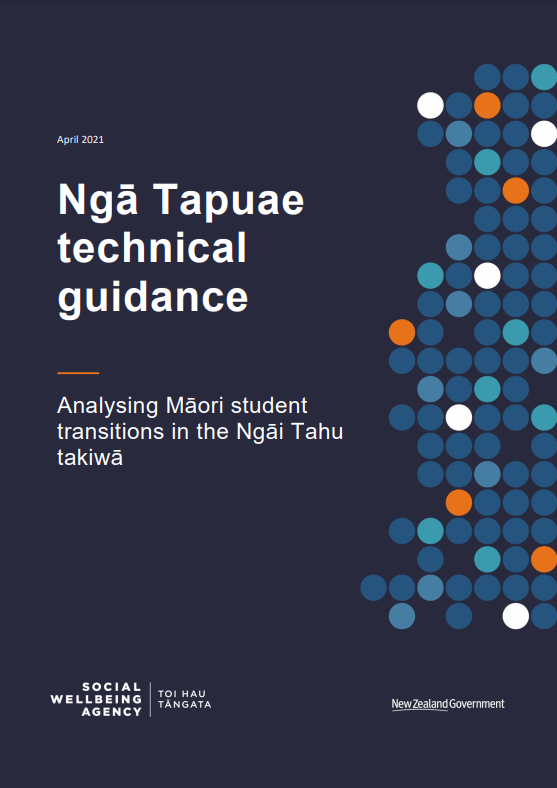 April 2021
Ngā Tapuae
technical
guidance
Analysing Māori student
transitions in the Ngāi Tahu
takiwā
SOCIAL
WELLBEING
AGENCY
TOI HAU
TĀNGATA
New Zealand Government